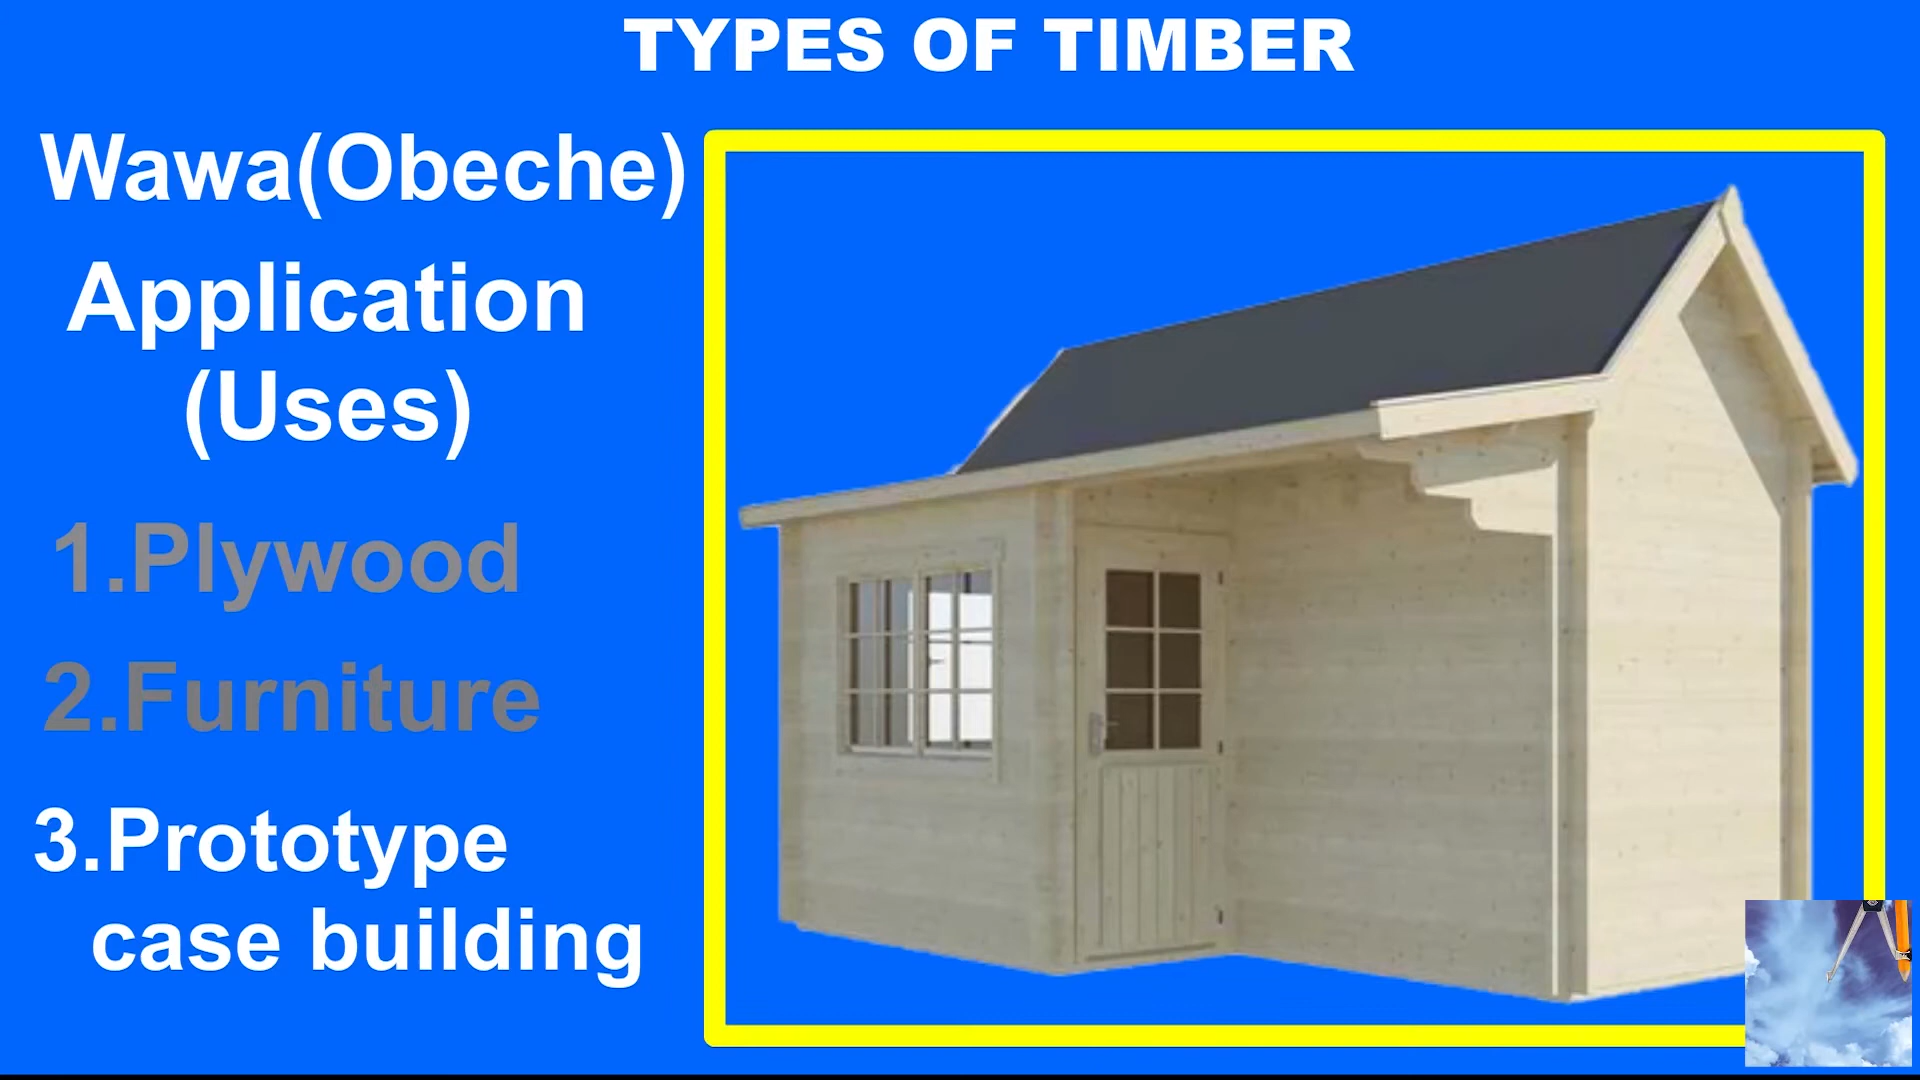 TYPES OF TIMBER
Wawa(Obeche)
Application
(Uses)
1.Plywood
2.Furniture
3.Prototype
case building